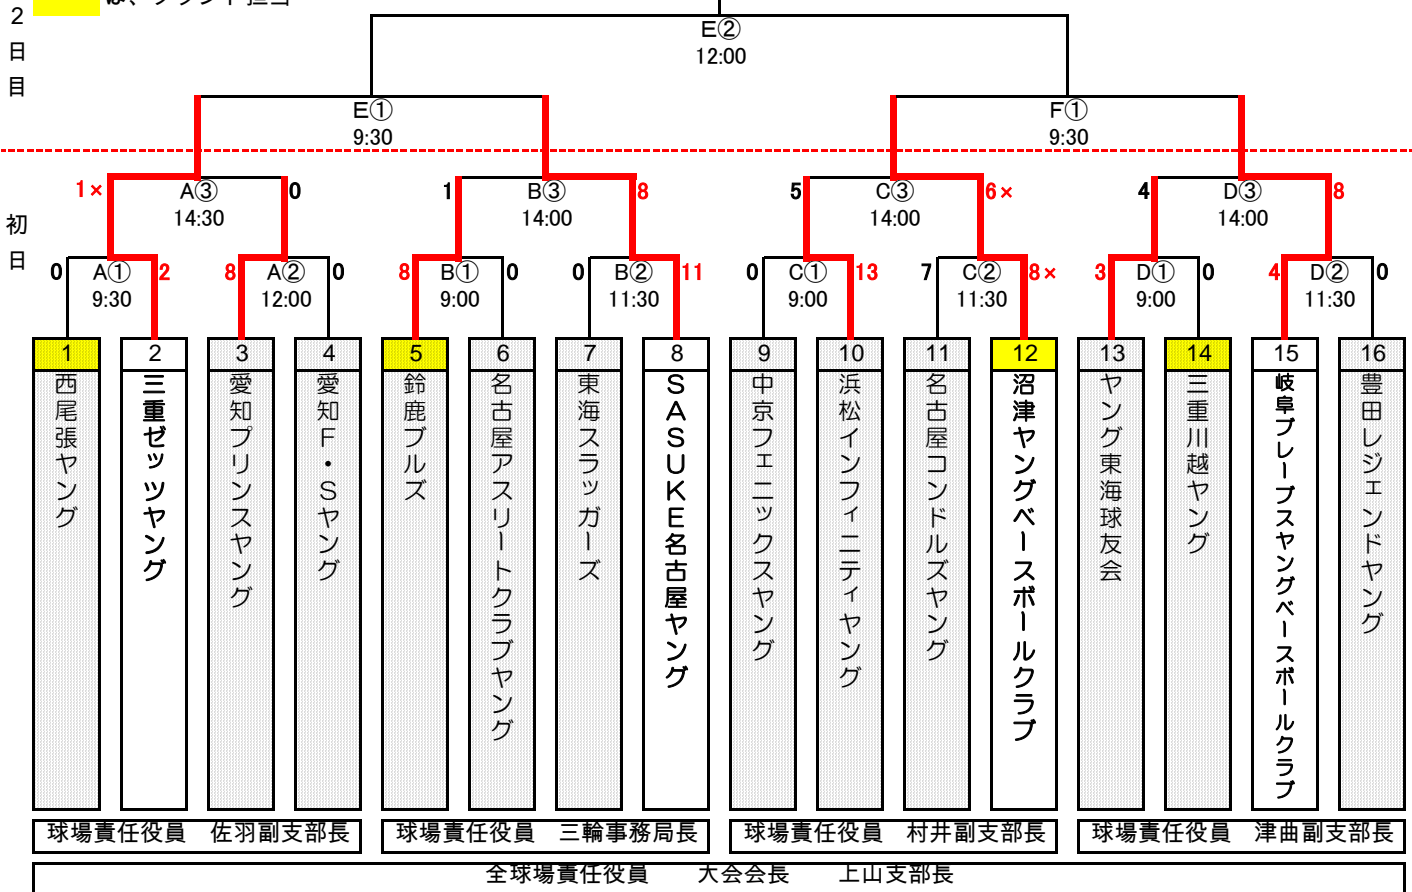 は、グランド担当
2日目
E②
12:00
E①
9:30
F①
9:30
初日
1× A③ 0
14:30
1 B③ 8
14:00
5 C③ 6×
14:00
4 D③ 8
14:00
0 A① 2
9:30
8 A② 0
12:00
8 B① 0
9:00
0 B② 11
11:30
0 C① 13
9:00
7 C② 8×
11:30
3 D① 0
9:00
4 D② 0
11:30
1 西尾張ヤング
2 三重ゼッツヤング
3 愛知プリンスヤング
4 愛知F・Sヤング
5 鈴鹿ブルズ
6 名古屋アスリートクラブヤング
7 東海スラッガーズ
8 SASUKE名古屋ヤング
9 中京フェニックスヤング
10 浜松インフィニティヤング
11 名古屋コンドルズヤング
12 沼津ヤングベースボールクラブ
13 ヤング東海球友会
14 三重川越ヤング
15 岐阜ブレーブスヤングベースボールクラブ
16 豊田レジェンドヤング
球場責任役員 佐羽副支部長
球場責任役員 三輪事務局長
球場責任役員 村井副支部長
球場責任役員 津曲副支部長
全球場責任役員 大会会長 上山支部長